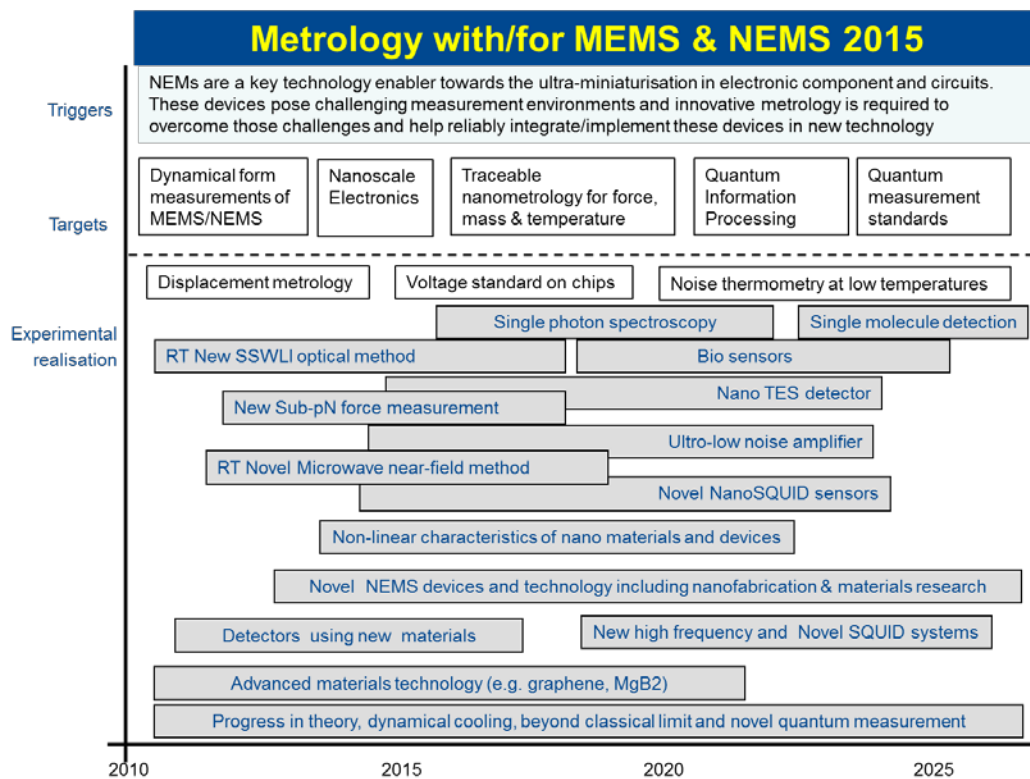 Metrology with/for MEMS & NEMS 2015
Triggers
NEMs are a key technology enabler towards the ultra-miniaturisation in electronic component and circuits.
These devices pose challenging measurement environments and innovative metrology is required to
overcome those challenges and help reliably integrate/implement these devices in new technology
Targets
Dynamical form
measurements of
MEMS/NEMS
Nanoscale
Electronics
Traceable
nanometrology for force,
mass & temperature
Quantum
Information
Processing
Quantum
measurement
standards
Experimental
realisation
Displacement metrology
Voltage standard on chips
Noise thermometry at low temperatures
Single photon spectroscopy
Single molecule detection
RT New SSWLI optical method
Bio sensors
Nano TES detector
New Sub-pN force measurement
Ultro-low noise amplifier
RT Novel Microwave near-field method
Novel NanoSQUID sensors
Non-linear characteristics of nano materials and devices
Novel NEMS devices and technology including nanofabrication & materials research
Detectors using new materials
New high frequency and Novel SQUID systems
Advanced materials technology (e.g. graphene, MgB2)
Progress in theory, dynamical cooling, beyond classical limit and novel quantum measurement
2010
2015
2020
2025